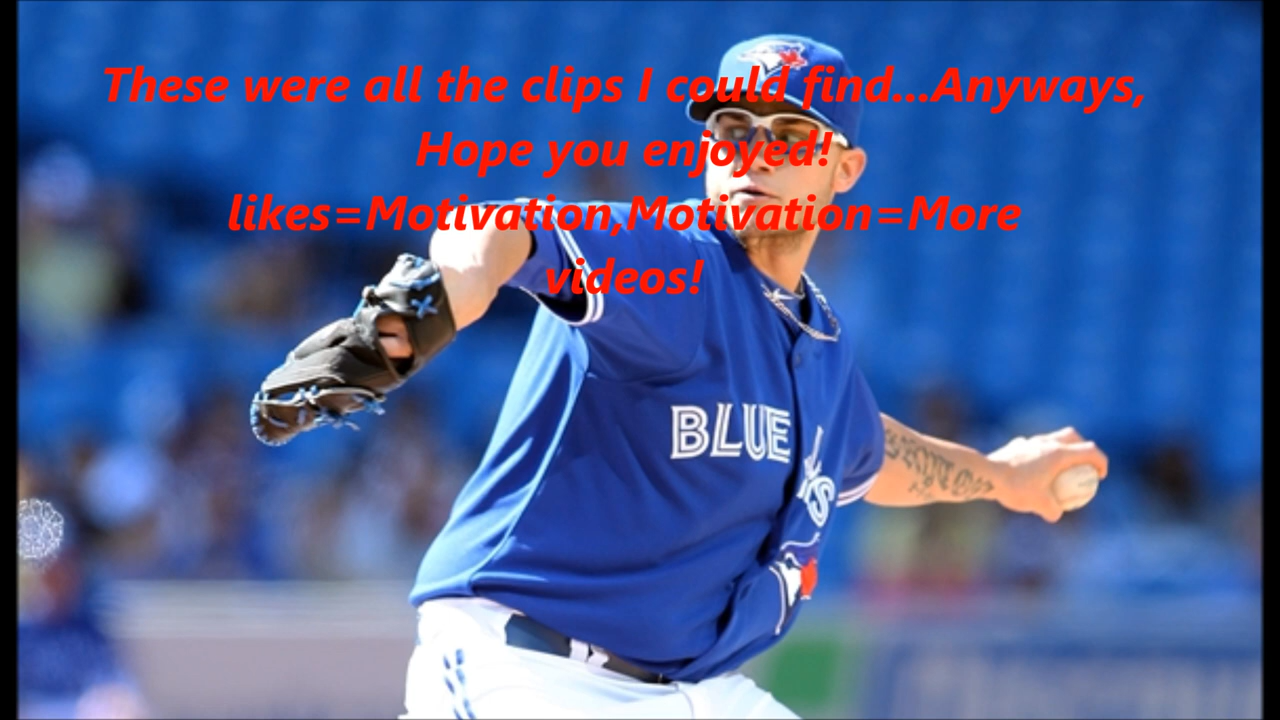 These were all the clips I could find...Anyways,
Hope you enjoyed!
likes=Motivation,Motivation=More
videos!
BLUE